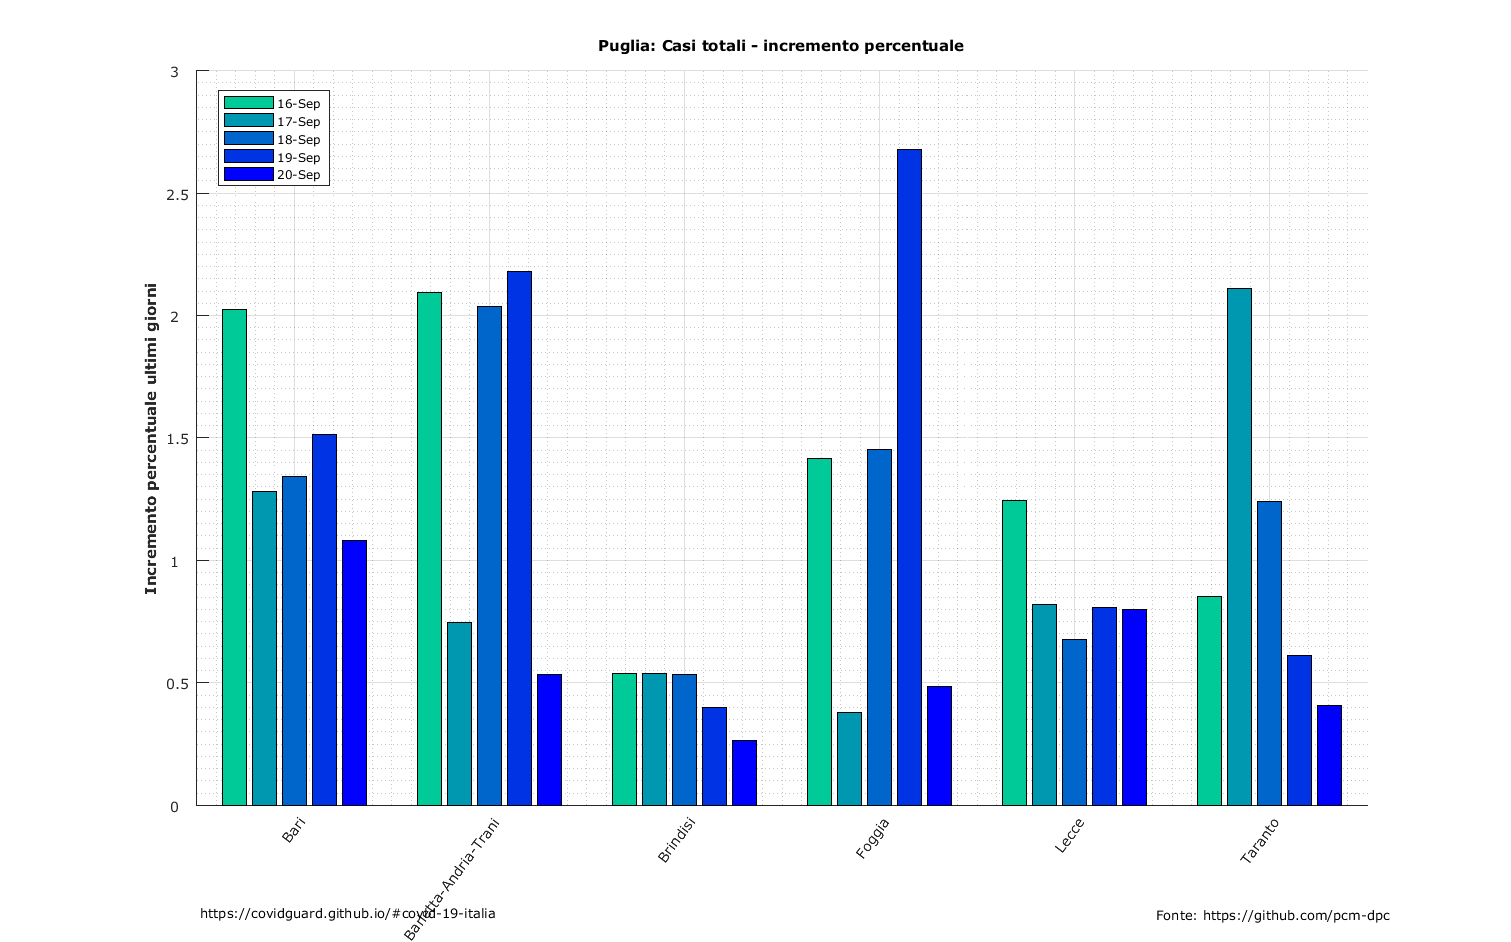 Puglia: Casi totali - incremento percentuale
3
2.5
2
1.5
1
0.5
0
Incremento percentuale ultimi giorni
16-Sep
17-Sep
18-Sep
19-Sep
20-Sep
Bari
Barletta-Andria-Trani
Brindisi
Foggia
Lecce
Taranto
https://covidguard.github.io/#covid-19-italia
Fonte: https://github.com/pcm-dpc